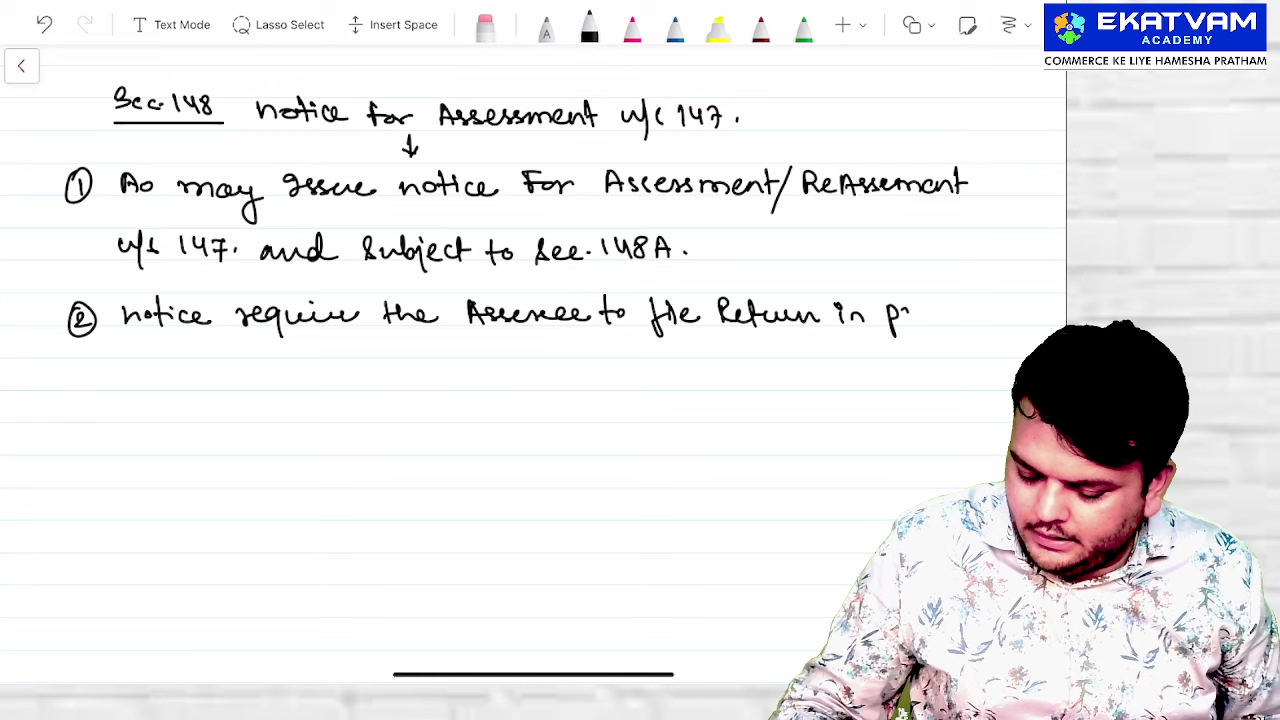 Text Mode Lasso Select Insert Space
EKATVAM
ACADEMY
COMMERCE KE LIYE HAMESHA PRATHAM
Sec. 148 notice for Assessment u/s 147.
① AO may Issue notice For Assessment/ReAssement
u/s 147. and Subject to Sec. 148A.
② notice require the Assessee to file Return in pr